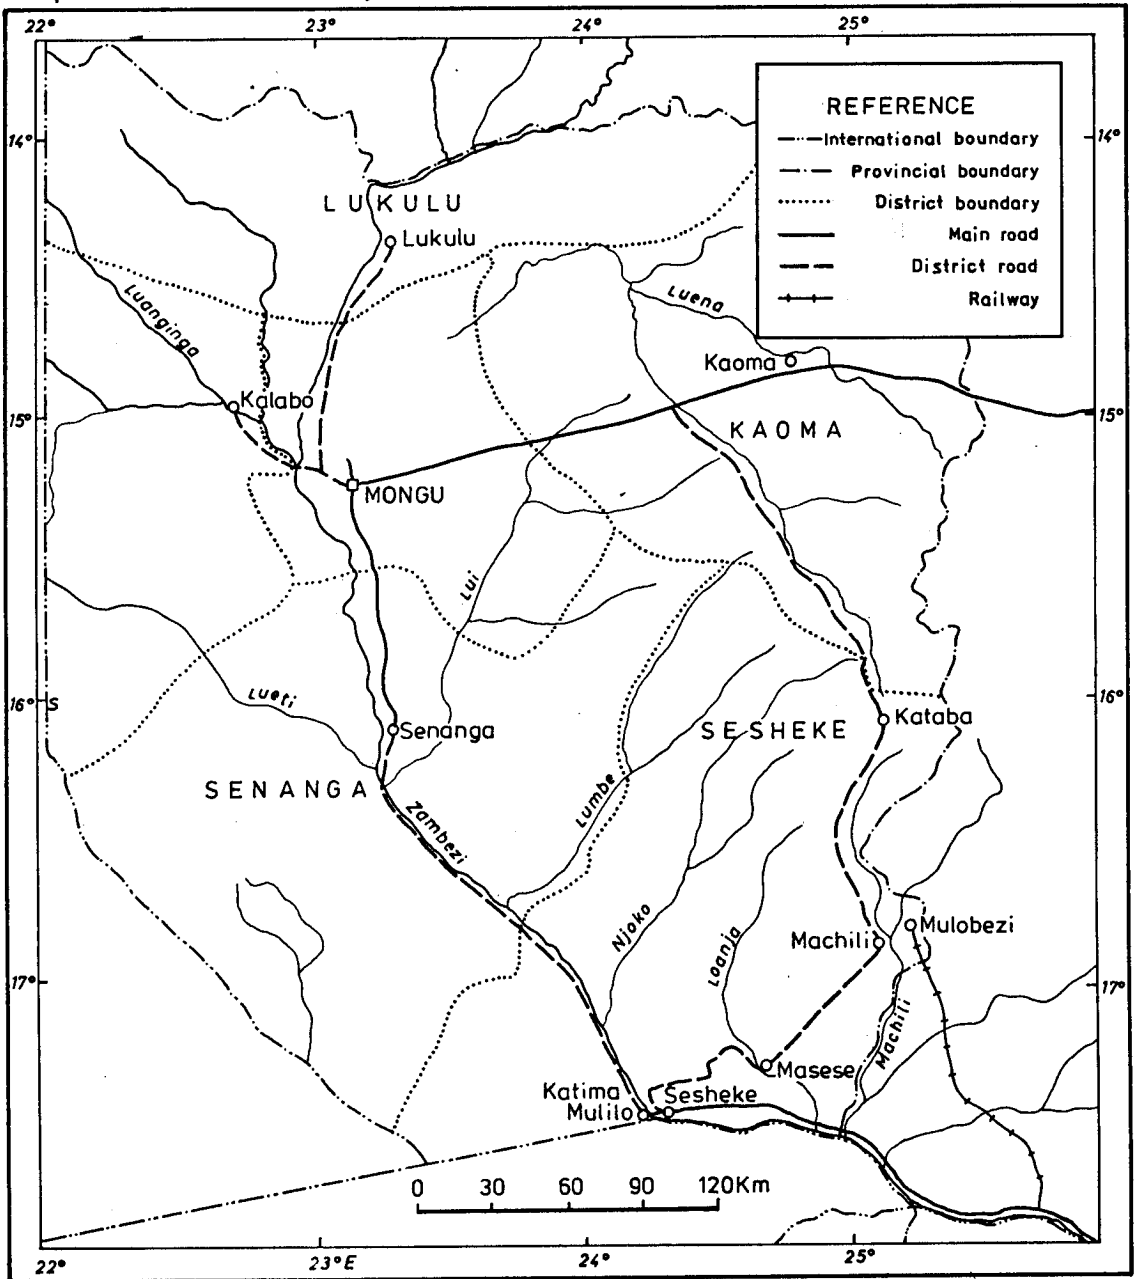 22°
23°
24°
25°
REFERENCE
International boundary
Provincial boundary
District boundary
Main road
District road
Railway
14°
14°
LUKULU
Lukulu
Luena
Luanginga
Kaoma
Kalabo
15°
15°
KAOMA
MONGU
Lui
Lueti
16° S
16°
Senanga
SESHEKE
Kataba
SENANGA
Zambezi
Lumbe
Njoko
Loanja
Machili
Mulobezi
17°
17°
Machili
Masese
Katima
Mulilo
Sesheke
0 30 60 90 120Km
22°
23°E
24°
25°